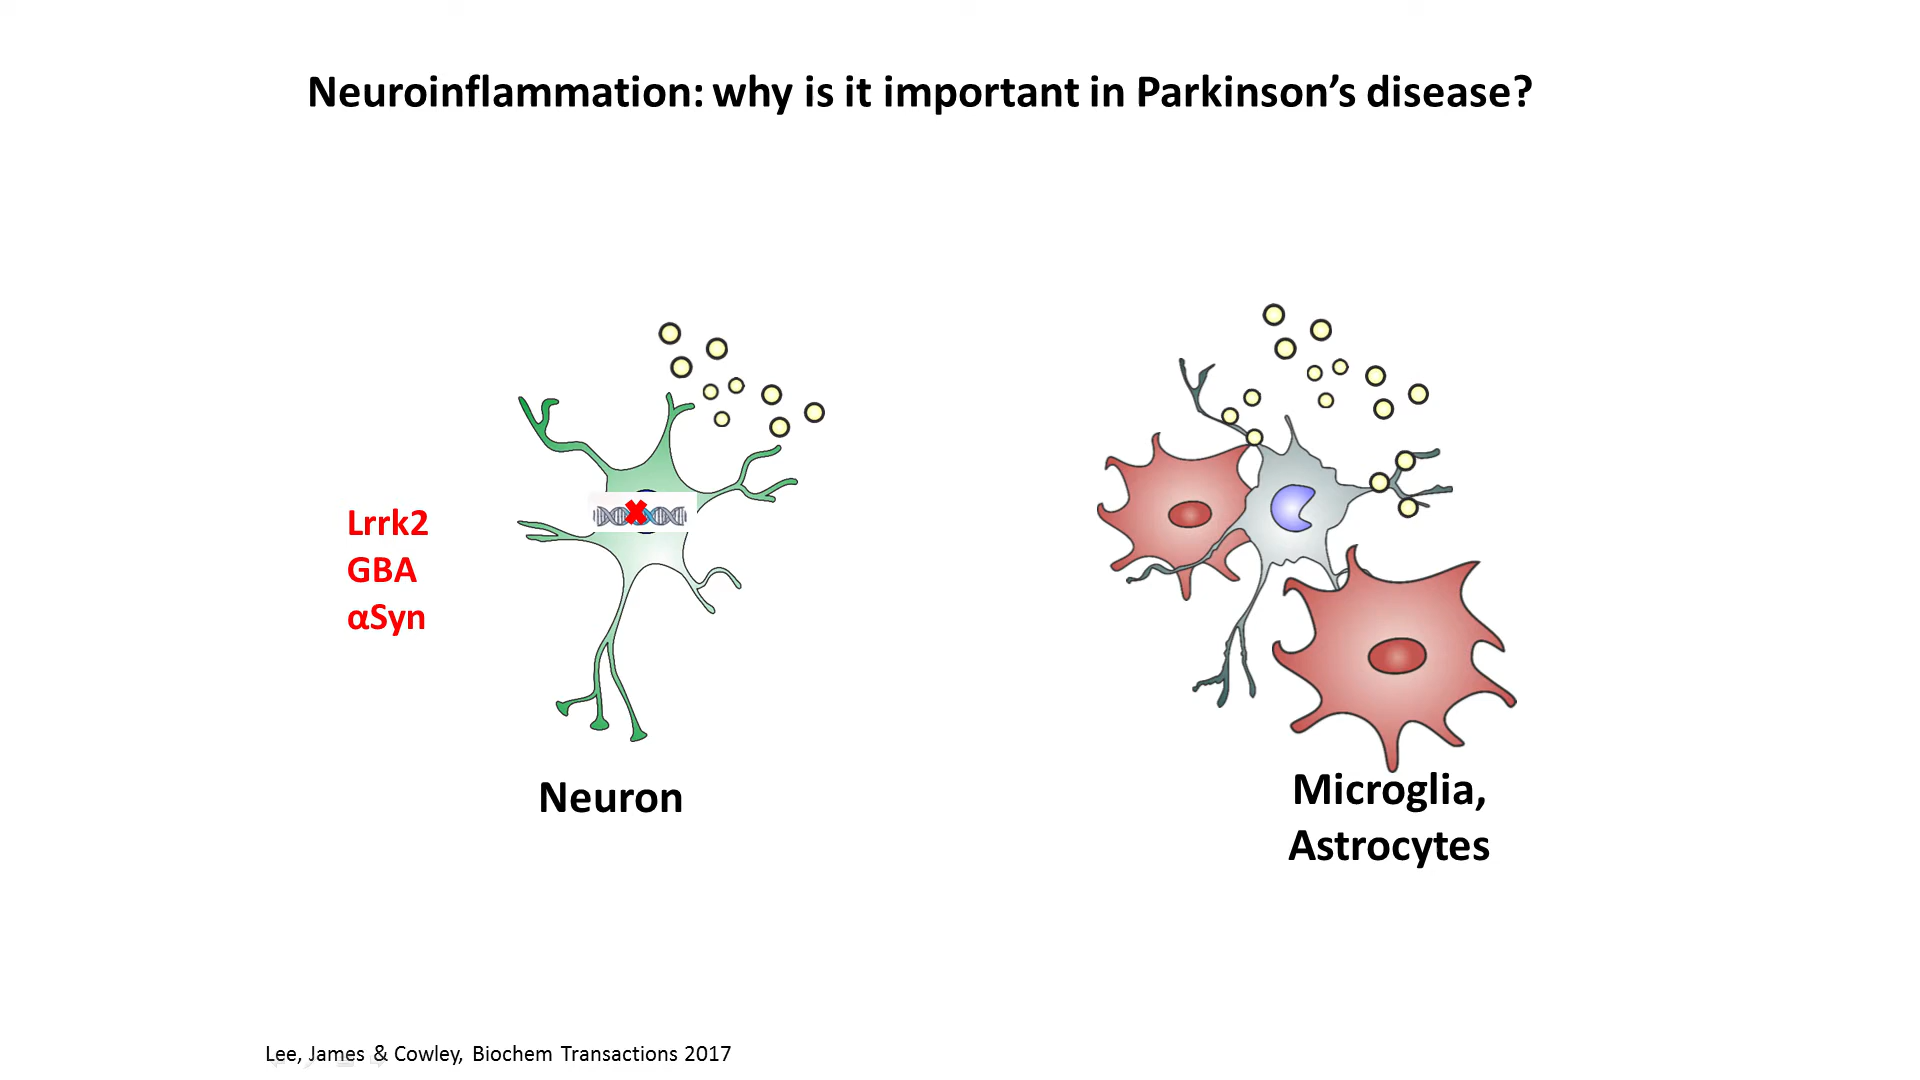 Neuroinflammation: why is it important in Parkinson’s disease?
Lrrk2
GBA
αSyn
Neuron
Microglia,
Astrocytes
Lee, James & Cowley, Biochem Transactions 2017